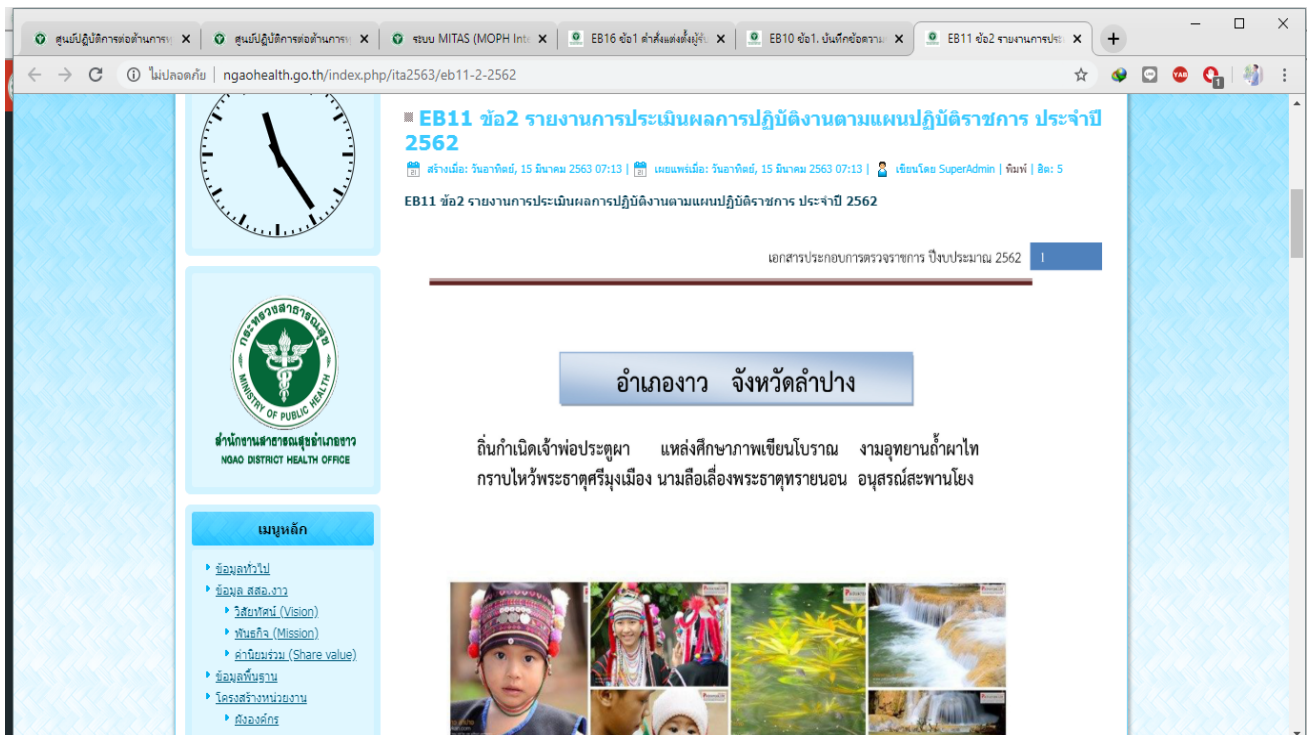 ศูนย์ปฏิบัติการต่อต้านการทุ
ศูนย์ปฏิบัติการต่อต้านการทุ
ระบบ MITAS (MOPH Inte
EB16 ข้อ1 คำสั่งแต่งตั้งผู้รับ
EB10 ข้อ1. บันทึกข้อความ
EB11 ข้อ2 รายงานการประ
ไม่ปลอดภัย | ngaohealth.go.th/index.php/ita2563/eb11-2-2562
EB11 ข้อ2 รายงานการประเมินผลการปฏิบัติงานตามแผนปฏิบัติราชการ ประจำปี
2562
สร้างเมื่อ: วันอาทิตย์, 15 มีนาคม 2563 07:13 | เผยแพร่เมื่อ: วันอาทิตย์, 15 มีนาคม 2563 07:13 | เขียนโดย SuperAdmin | พิมพ์ | ฮิต: 5
EB11 ข้อ2 รายงานการประเมินผลการปฏิบัติงานตามแผนปฏิบัติราชการ ประจำปี 2562
เอกสารประกอบการตรวจราชการ ปีงบประมาณ 2562 1
อำเภองาว จังหวัดลำปาง
ถิ่นกำเนิดเจ้าพ่อประตูผา แหล่งศึกษาภาพเขียนโบราณ งามอุทยานถ้ำผาไท
กราบไหว้พระธาตุศรีมุงเมือง นามลือเลื่องพระธาตุทรายนอน อนุสรณ์สะพานโยง
กระทรวงสาธารณสุข
MINISTRY OF PUBLIC HEALTH
สำนักงานสาธารณสุขอำเภองาว
NGAO DISTRICT HEALTH OFFICE
เมนูหลัก
ข้อมูลทั่วไป
ข้อมูล สสอ.งาว
วิสัยทัศน์ (Vision)
พันธกิจ (Mission)
ค่านิยมร่วม (Share value)
ข้อมูลพื้นฐาน
โครงสร้างหน่วยงาน
ผังองค์กร